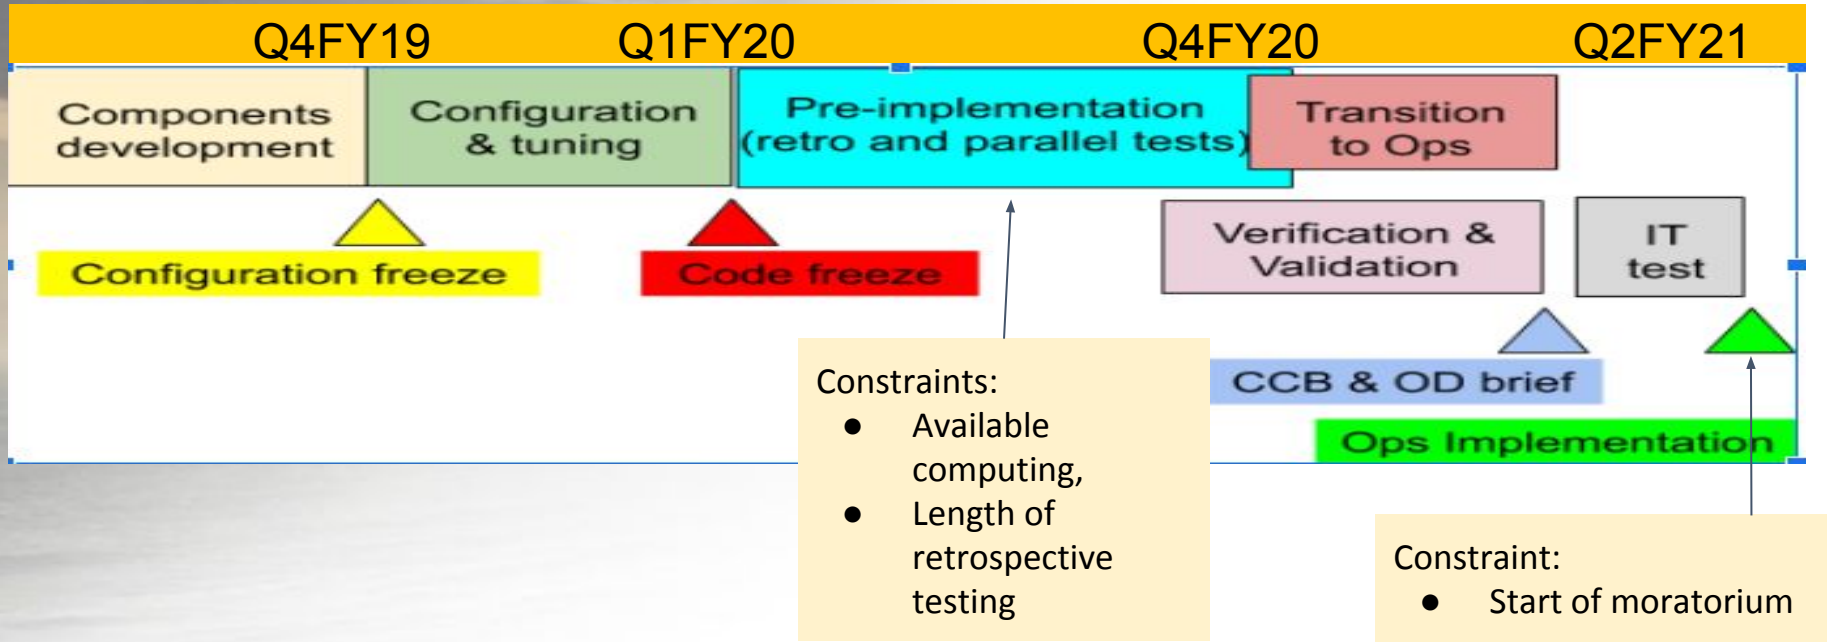 Q4FY19 Q1FY20 Q4FY20 Q2FY21
Components
development
Configuration
& tuning
Pre-implementation
(retro and parallel tests)
Transition
to Ops
Verification &
Validation
IT
test
Configuration freeze
Code freeze
CCB & OD brief
Ops Implementation
Constraints:
● Available
computing,
● Length of
retrospective
testing
Constraint:
● Start of moratorium